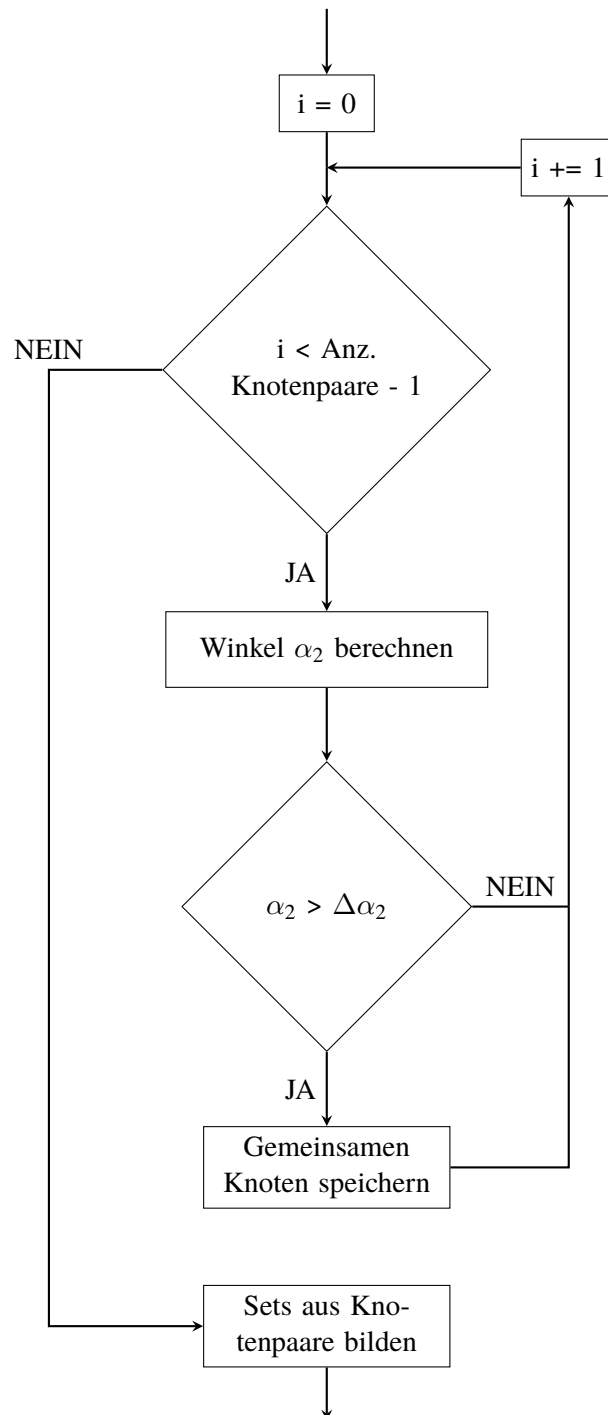 i = 0
i += 1
NEIN
i < Anz.
Knotenpaare - 1
JA
Winkel α₂ berechnen
NEIN
α₂ > Δα₂
JA
Gemeinsamen
Knoten speichern
Sets aus Kno-
tenpaare bilden